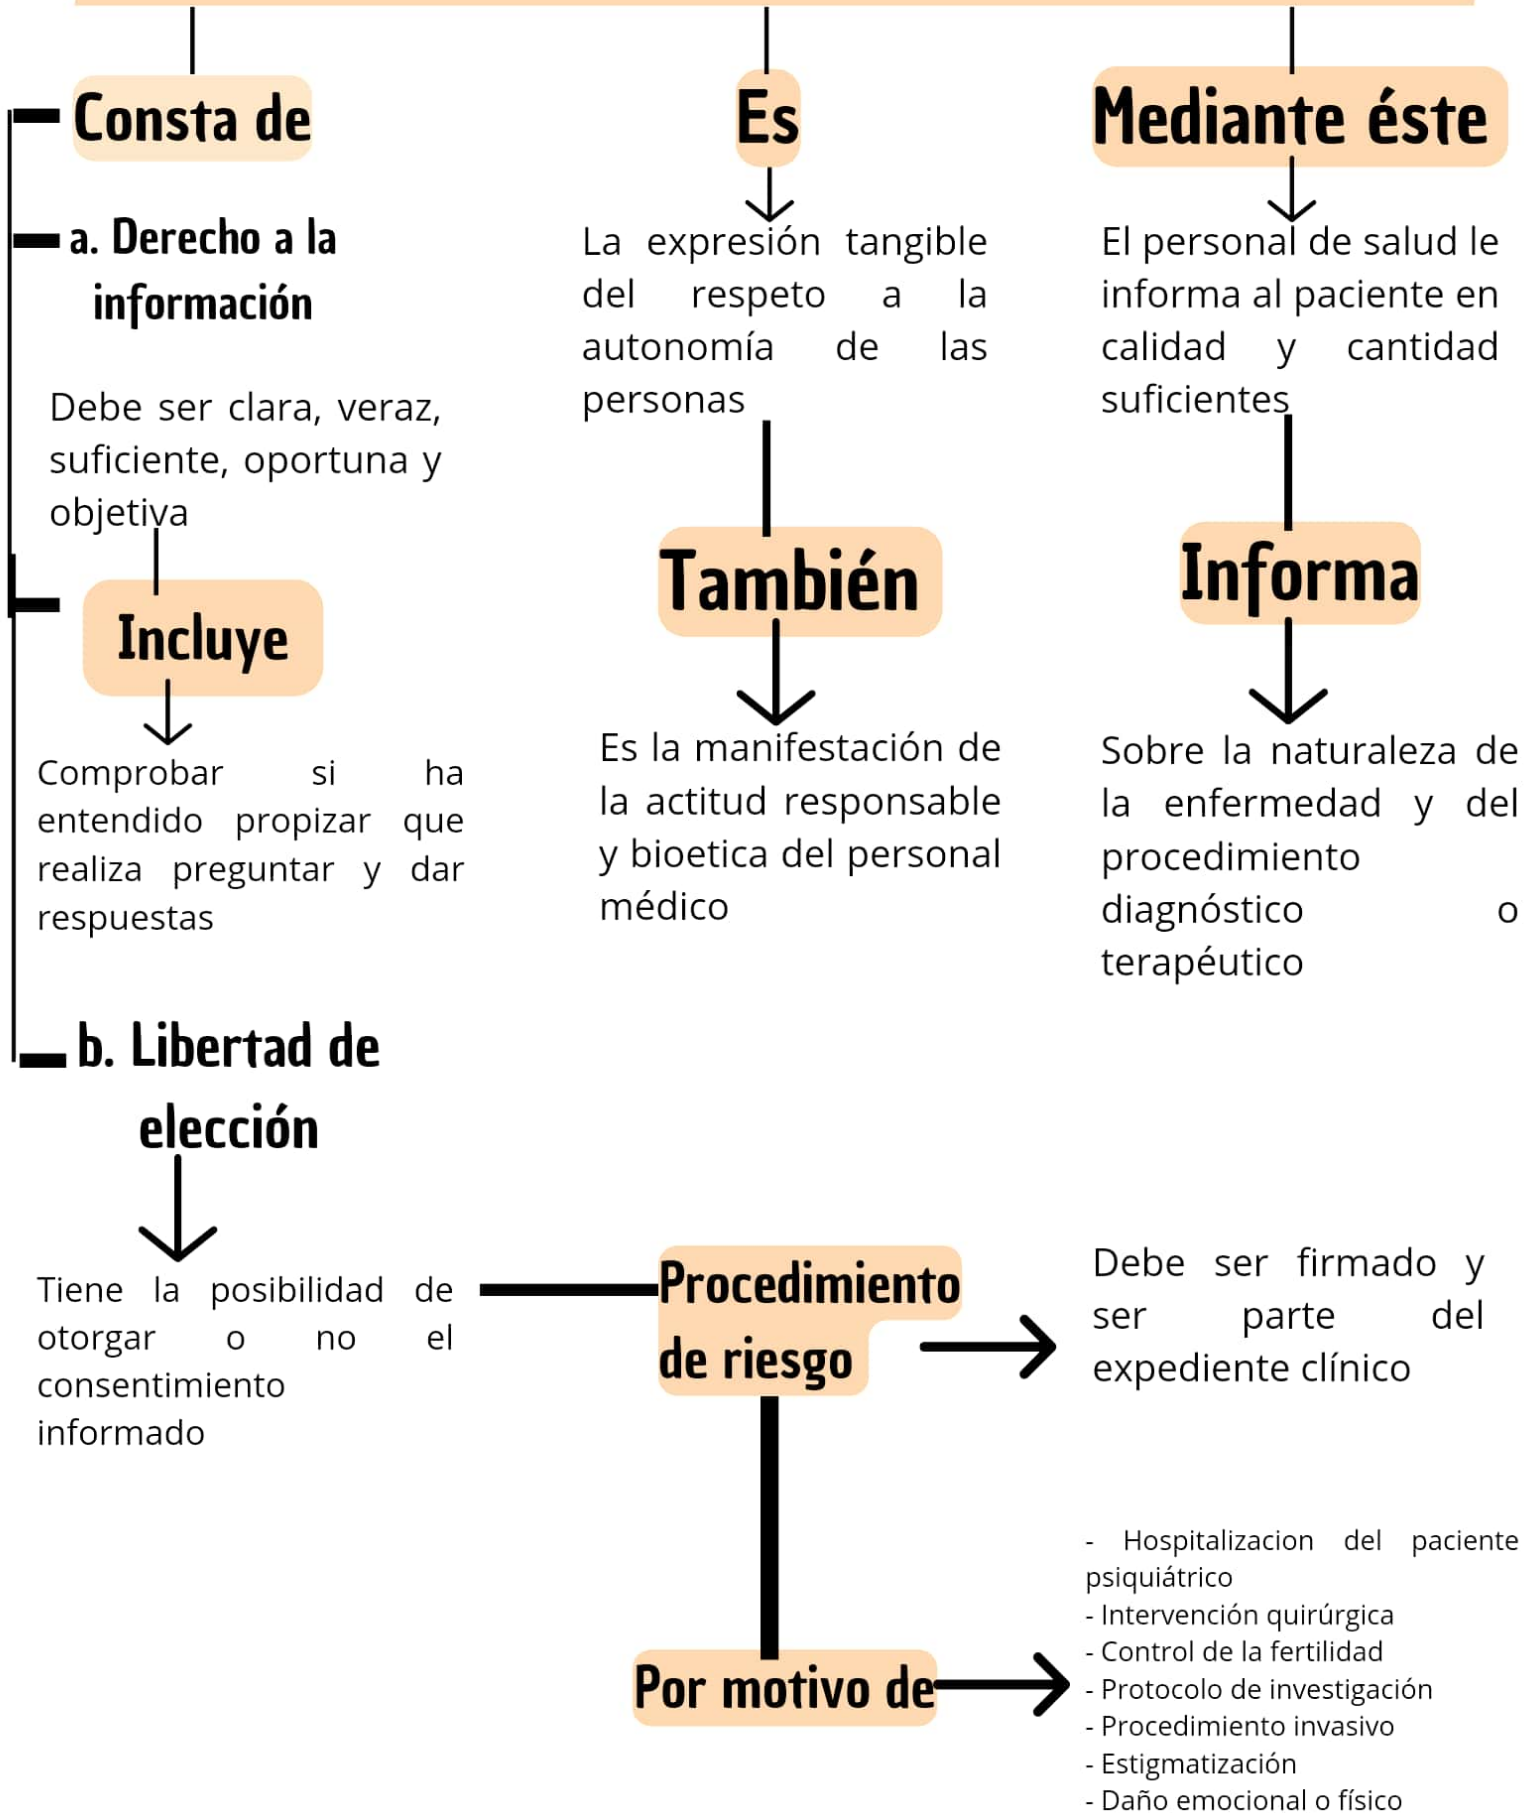 Consta de
a. Derecho a la
información
Debe ser clara, veraz,
suficiente, oportuna y
objetiva
Incluye
Comprobar si ha
entendido propizar que
realiza preguntar y dar
respuestas
b. Libertad de
elección
Tiene la posibilidad de
otorgar o no el
consentimiento
informado
Es
La expresión tangible
del respeto a la
autonomía de las
personas
También
Es la manifestación de
la actitud responsable
y bioetica del personal
médico
Mediante éste
El personal de salud le
informa al paciente en
calidad y cantidad
suficientes
Informa
Sobre la naturaleza de
la enfermedad y del
procedimiento
diagnóstico o
terapéutico
Procedimiento
de riesgo
Debe ser firmado y
ser parte del
expediente clínico
Por motivo de
- Hospitalizacion del paciente
psiquiátrico
- Intervención quirúrgica
- Control de la fertilidad
- Protocolo de investigación
- Procedimiento invasivo
- Estigmatización
- Daño emocional o físico